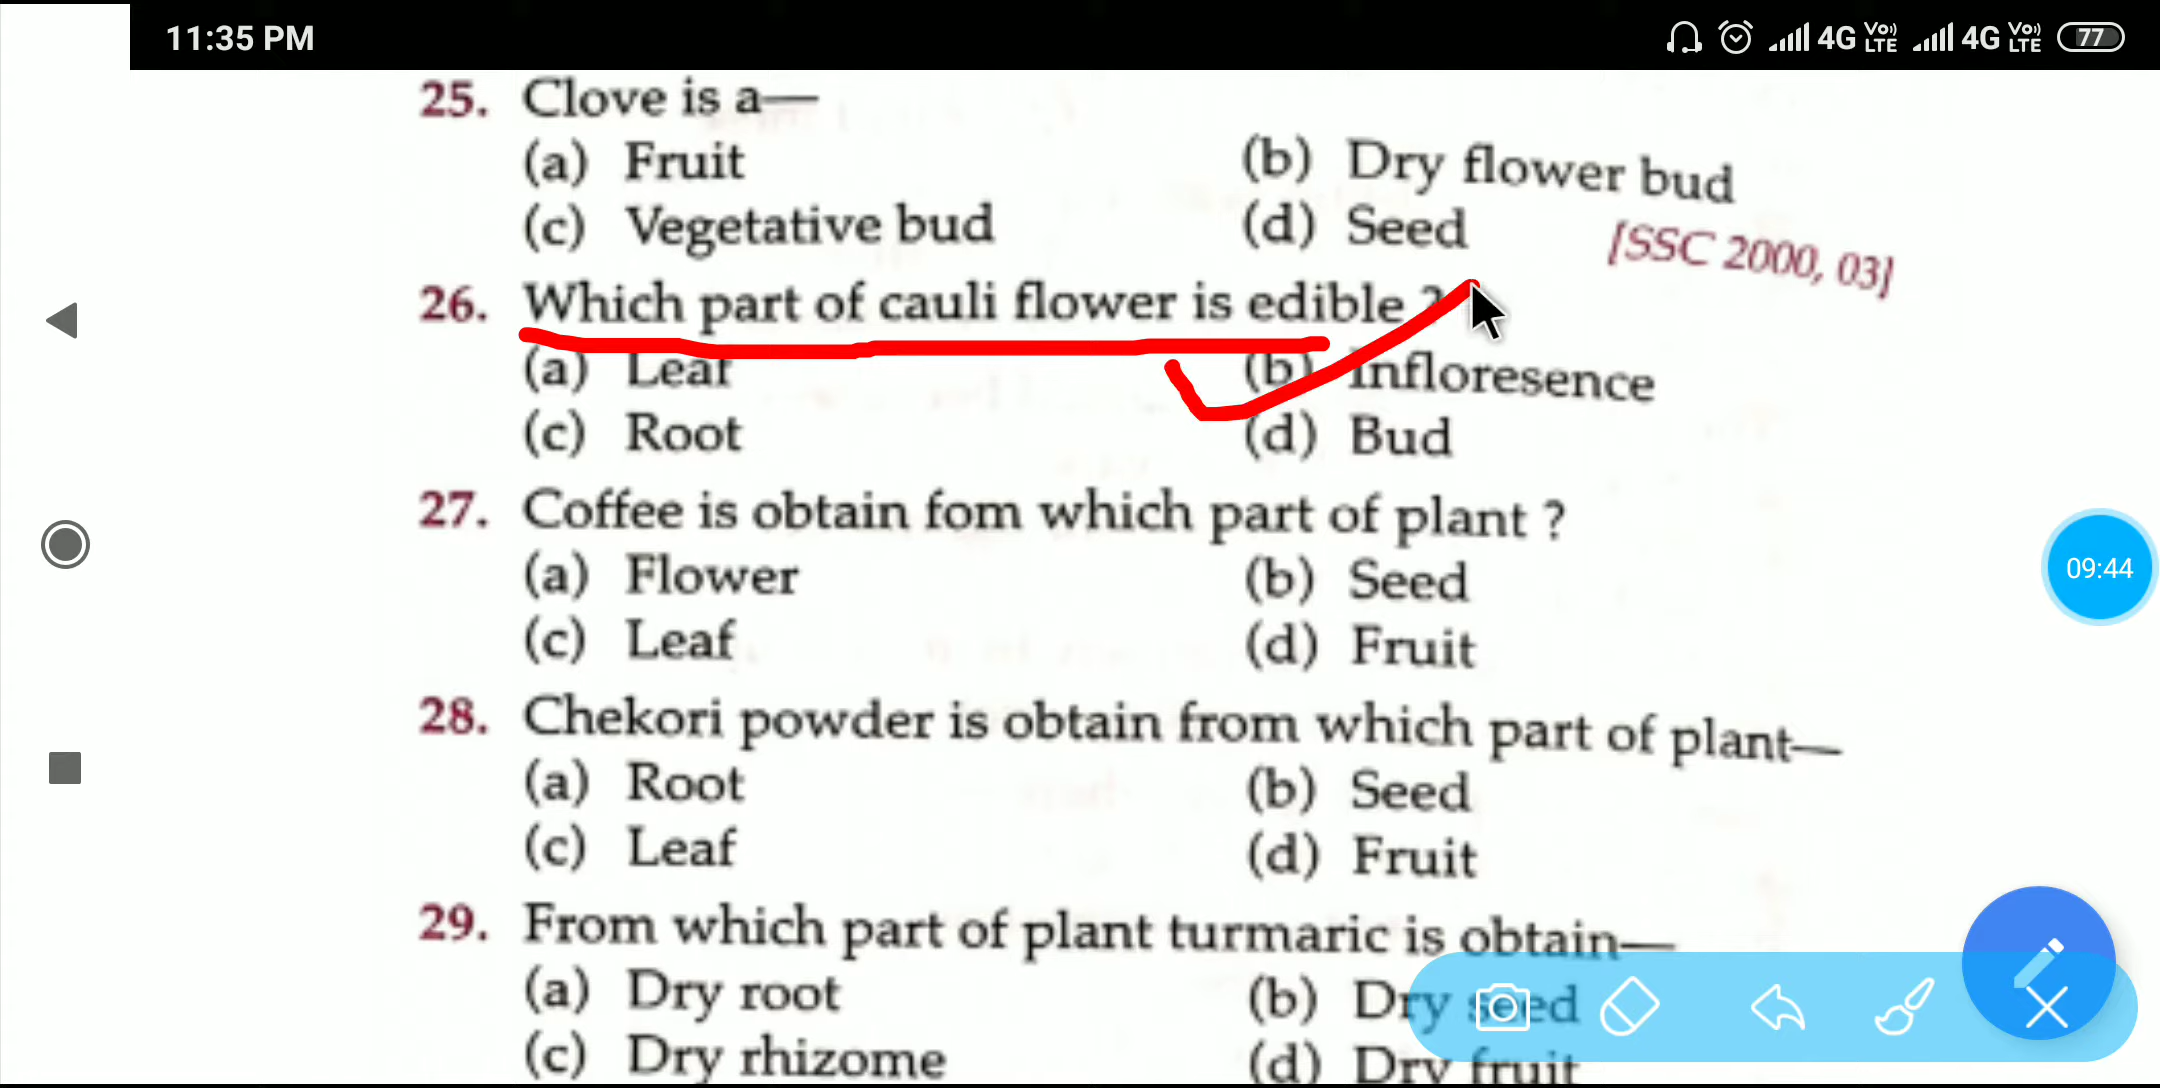 11:35 PM 4G Vo) LTE 4G Vo) LTE 77
25. Clove is a—
(a) Fruit (b) Dry flower bud
(c) Vegetative bud (d) Seed
[SSC 2000, 03]
26. Which part of cauli flower is edible ?
(a) Leaf (b) Infloresence
(c) Root (d) Bud
27. Coffee is obtain fom which part of plant ?
(a) Flower (b) Seed
(c) Leaf (d) Fruit
09:44
28. Chekori powder is obtain from which part of plant—
(a) Root (b) Seed
(c) Leaf (d) Fruit
29. From which part of plant turmaric is obtain—
(a) Dry root (b) Dry seed
(c) Dry rhizome (d) Dry fruit